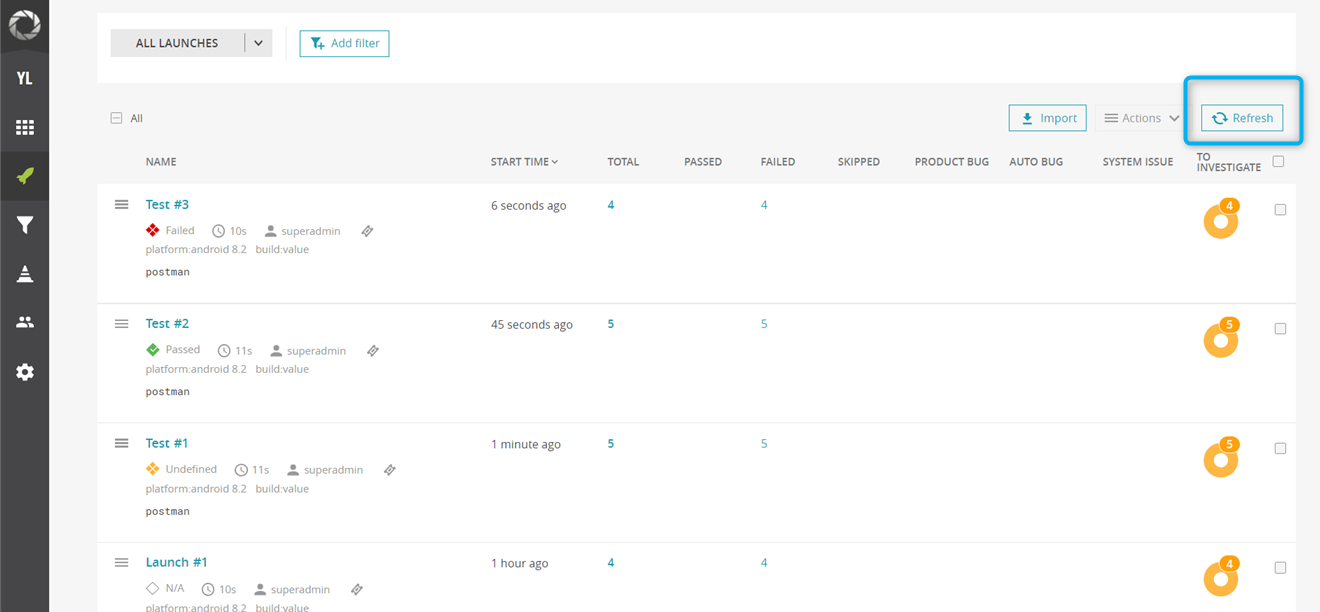 ALL LAUNCHES
Add filter
YL
All
Import
Actions
Refresh
NAME START TIME TOTAL PASSED FAILED SKIPPED PRODUCT BUG AUTO BUG SYSTEM ISSUE TO INVESTIGATE
Test #3 6 seconds ago 4 4 4
Failed 10s superadmin
platform:android 8.2 build:value
postman
Test #2 45 seconds ago 5 5 5
Passed 11s superadmin
platform:android 8.2 build:value
postman
Test #1 1 minute ago 5 5 5
Undefined 11s superadmin
platform:android 8.2 build:value
postman
Launch #1 1 hour ago 4 4 4
N/A 10s superadmin
platform:android 8.2 build:value